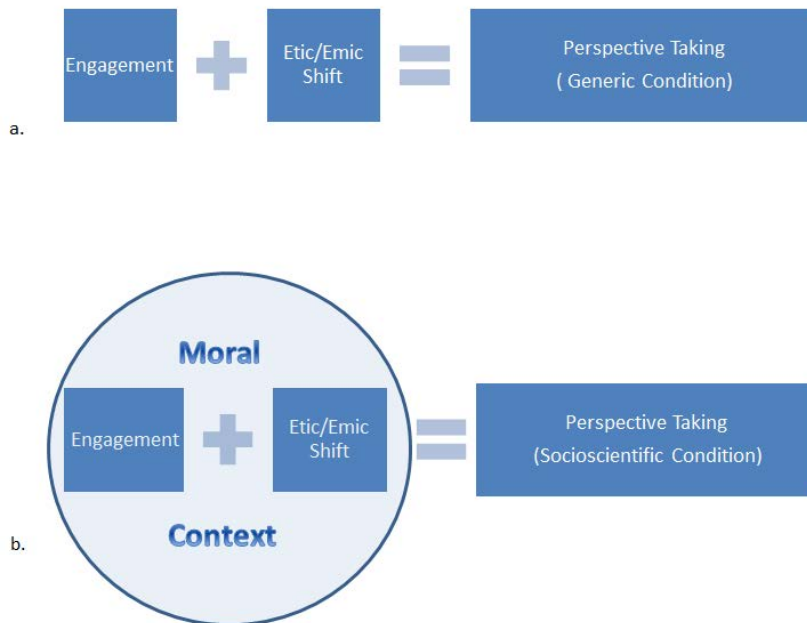 Engagement
Etic/Emic
Shift
Perspective Taking
( Generic Condition)
a.
Moral
Engagement
Etic/Emic
Shift
Perspective Taking
(Socioscientific Condition)
Context
b.